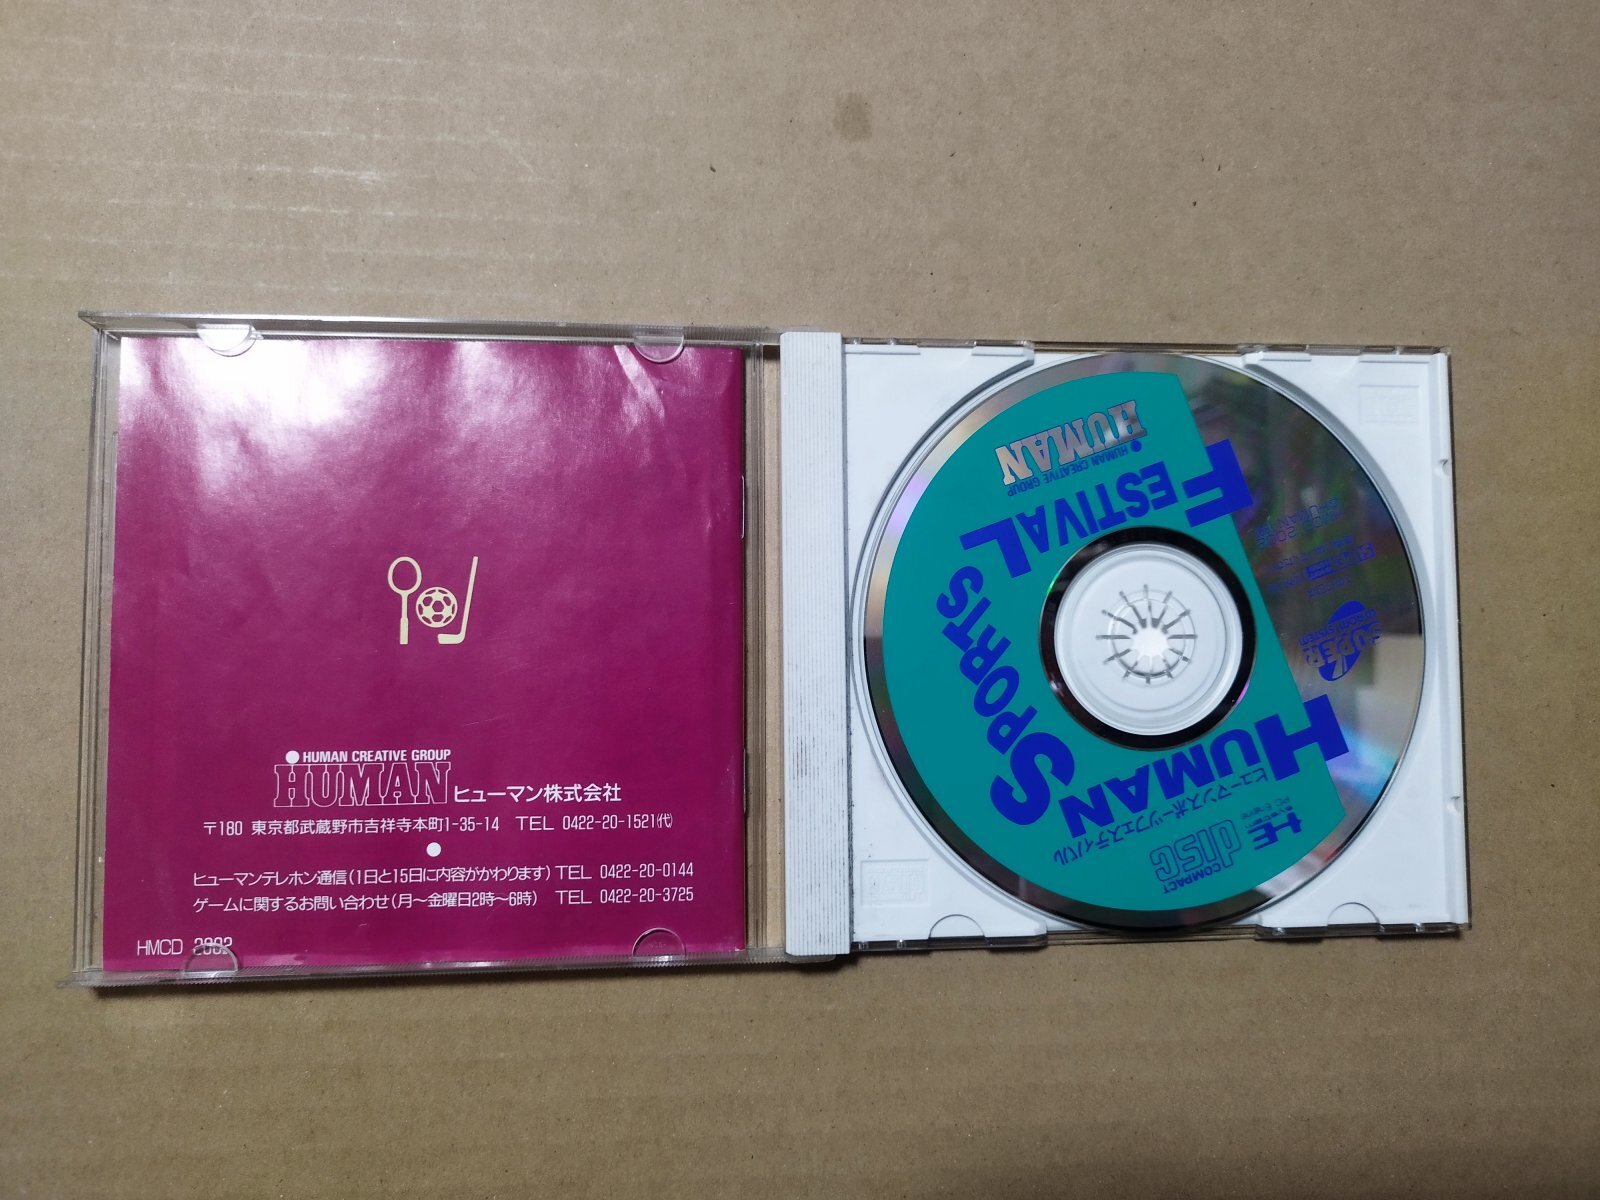 HUMAN CREATIVE GROUP
HUMAN ヒューマン株式会社
〒180 東京都武蔵野市吉祥寺本町1-35-14 TEL 0422-20-1521(代)
ヒューマンテレホン通信(1日と15日に内容がかわります) TEL 0422-20-0144
ゲームに関するお問い合わせ(月～金曜日2時～6時) TEL 0422-20-3725
HMCD 2002
HUMAN
SPORTS
FESTIVAL
ヒューマンスポーツフェスティバル
HUMAN
HUMAN CREATIVE GROUP
HE
COMPACT
disc
SUPER
CD-ROM SYSTEM